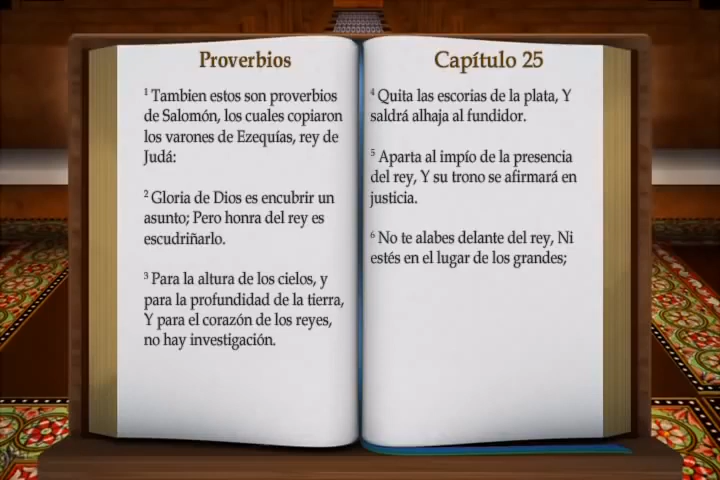 Proverbios
¹ Tambien estos son proverbios
de Salomón, los cuales copiaron
los varones de Ezequías, rey de
Judá:
² Gloria de Dios es encubrir un
asunto; Pero honra del rey es
escudriñarlo.
³ Para la altura de los cielos, y
para la profundidad de la tierra,
Y para el corazón de los reyes,
no hay investigación.
Capítulo 25
⁴ Quita las escorias de la plata, Y
saldrá alhaja al fundidor.
⁵ Aparta al impío de la presencia
del rey, Y su trono se afirmará en
justicia.
⁶ No te alabes delante del rey, Ni
estés en el lugar de los grandes;